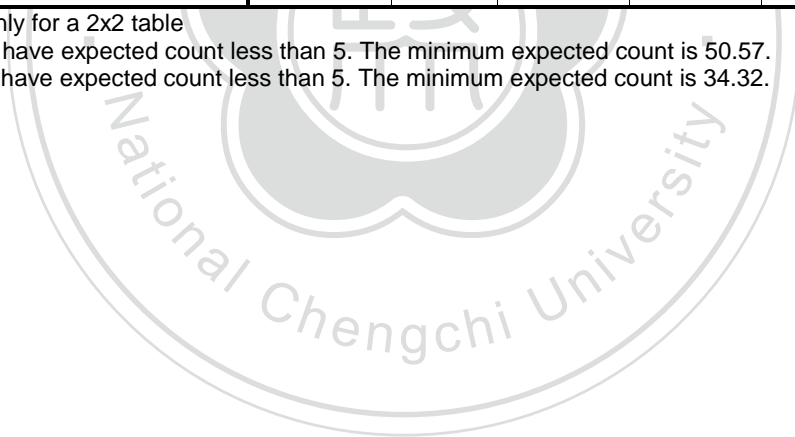 nly for a 2x2 table
have expected count less than 5. The minimum expected count is 50.57.
have expected count less than 5. The minimum expected count is 34.32.
National Chengchi University